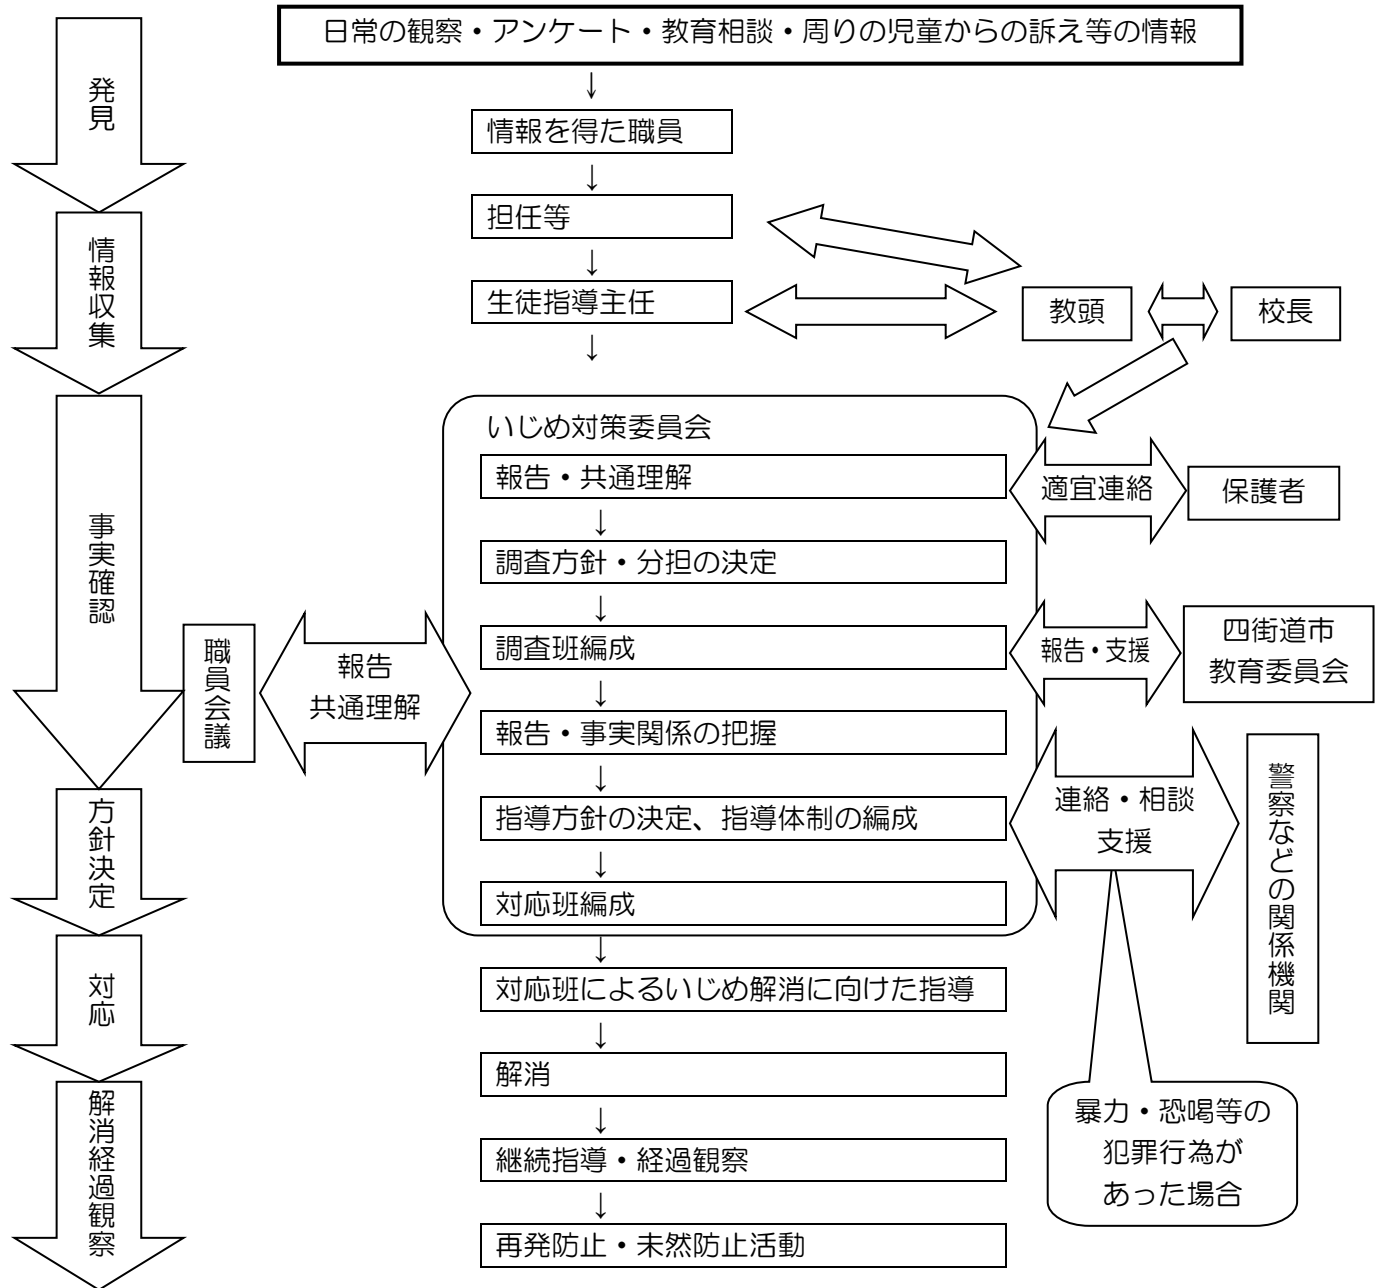 日常の観察・アンケート・教育相談・周りの児童からの訴え等の情報
↓
発見
情報を得た職員
↓
担任等
↓
情報収集
生徒指導主任
教頭
校長
↓
いじめ対策委員会
報告・共通理解
適宜連絡
保護者
↓
調査方針・分担の決定
↓
事実確認
調査班編成
報告・支援
四街道市
教育委員会
職員会議
報告
共通理解
↓
報告・事実関係の把握
↓
方針決定
指導方針の決定、指導体制の編成
連絡・相談
支援
警察などの関係機関
↓
対応班編成
↓
対応
対応班によるいじめ解消に向けた指導
↓
解消
暴力・恐喝等の
犯罪行為が
あった場合
↓
解消経過観察
継続指導・経過観察
↓
再発防止・未然防止活動